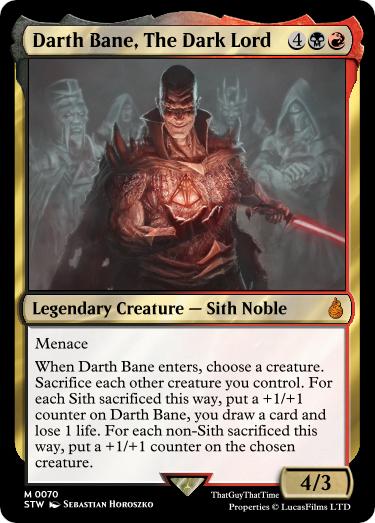 Darth Bane, The Dark Lord 4
Legendary Creature — Sith Noble
Menace
When Darth Bane enters, choose a creature.
Sacrifice each other creature you control. For
each Sith sacrificed this way, put a +1/+1
counter on Darth Bane, you draw a card and
lose 1 life. For each non-Sith sacrificed this
way, put a +1/+1 counter on the chosen
creature.
4/3
M 0070
STW Sebastian Horoszko
ThatGuyThatTime
Properties © LucasFilms LTD